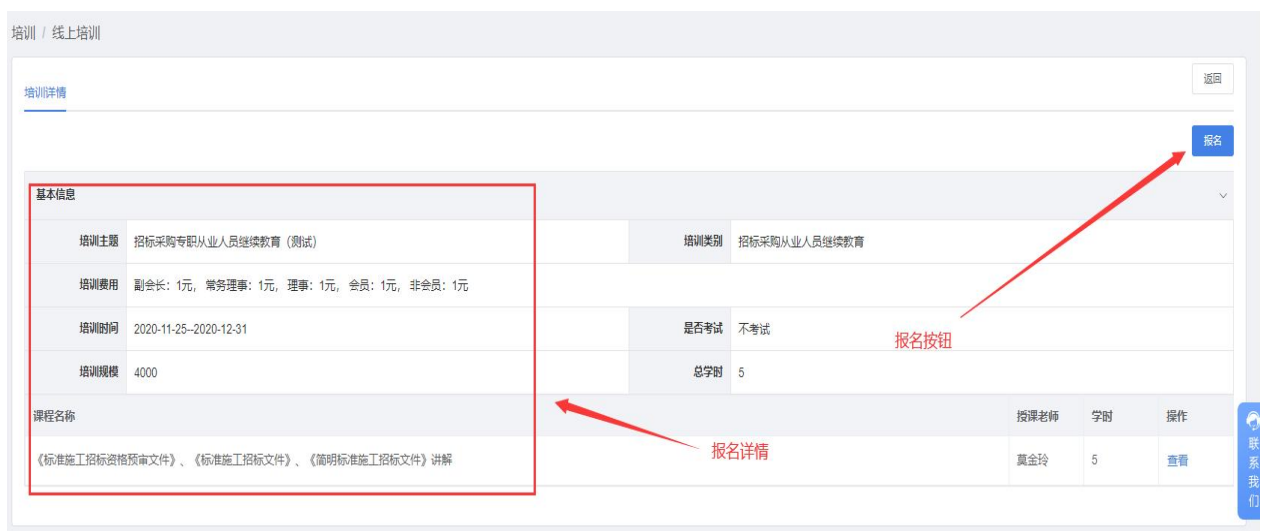 培训 / 线上培训
返回
培训详情
报名
基本信息
培训主题 招标采购专职从业人员继续教育（测试） 培训类别 招标采购从业人员继续教育
培训费用 副会长：1元，常务理事：1元，理事：1元，会员：1元，非会员：1元
培训时间 2020-11-25--2020-12-31 是否考试 不考试
报名按钮
培训规模 4000 总学时 5
课程名称 授课老师 学时 操作
报名详情
《标准施工招标资格预审文件》、《标准施工招标文件》、《简明标准施工招标文件》讲解 莫金玲 5 查看
联系我们